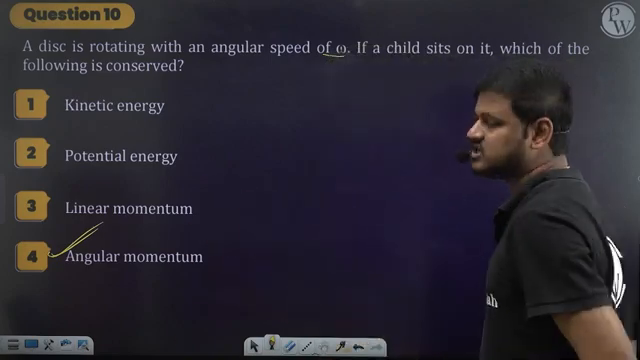 Question 10
A disc is rotating with an angular speed of ω. If a child sits on it, which of the
following is conserved?
1 Kinetic energy
2 Potential energy
3 Linear momentum
4 Angular momentum